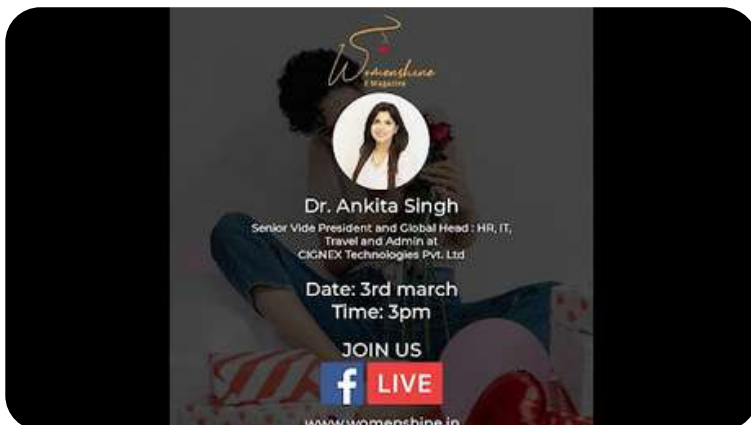 Womenshine
E Magazine
Dr. Ankita Singh
Senior Vide President and Global Head : HR, IT,
Travel and Admin at
CIGNEX Technologies Pvt. Ltd
Date: 3rd march
Time: 3pm
JOIN US
f LIVE
www.womenshine.in